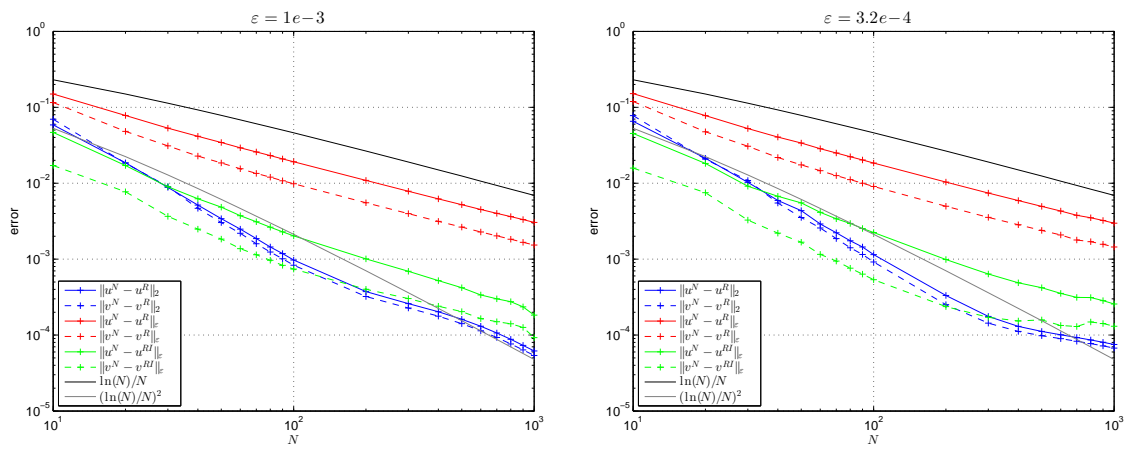 ε = 1e−3
10^0
10^−1
10^−2
10^−3
10^−4
10^−5
error
‖u^N − u^R‖_2
‖v^N − v^R‖_2
‖u^N − u^R‖_ε
‖v^N − v^R‖_ε
‖u^N − u^{RI}‖_ε
‖v^N − v^{RI}‖_ε
ln(N)/N
(ln(N)/N)^2
10^1
10^2
10^3
N
ε = 3.2e−4
10^0
10^−1
10^−2
10^−3
10^−4
10^−5
error
‖u^N − u^R‖_2
‖v^N − v^R‖_2
‖u^N − u^R‖_ε
‖v^N − v^R‖_ε
‖u^N − u^{RI}‖_ε
‖v^N − v^{RI}‖_ε
ln(N)/N
(ln(N)/N)^2
10^1
10^2
10^3
N